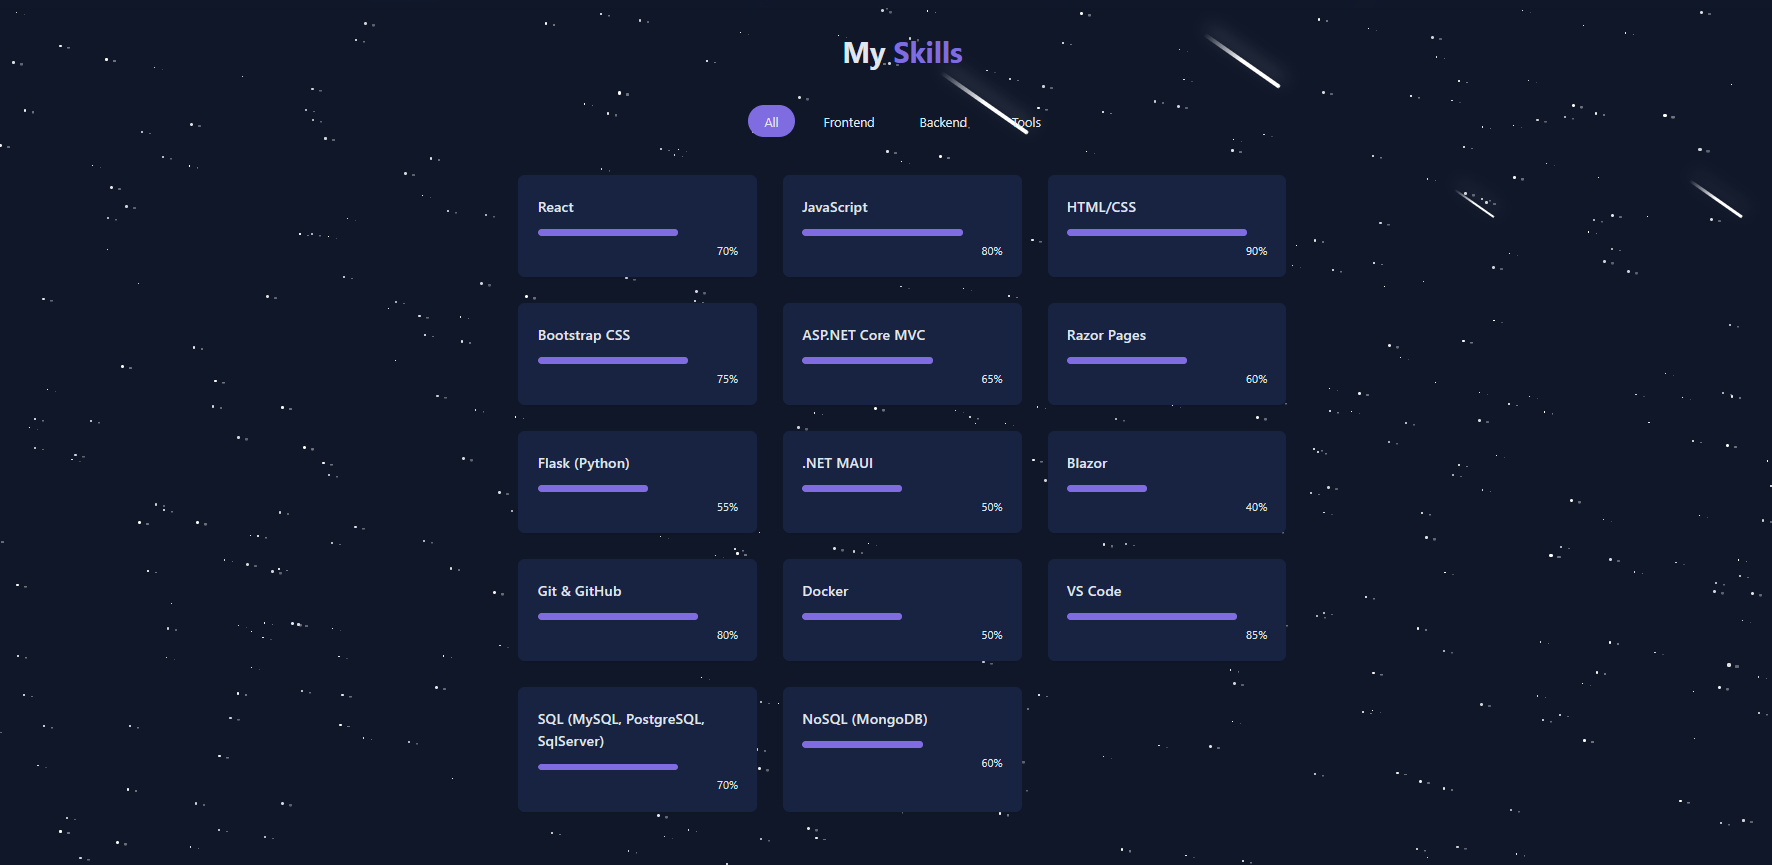 My Skills
All Frontend Backend Tools
React
70%
JavaScript
80%
HTML/CSS
90%
Bootstrap CSS
75%
ASP.NET Core MVC
65%
Razor Pages
60%
Flask (Python)
55%
.NET MAUI
50%
Blazor
40%
Git & GitHub
80%
Docker
50%
VS Code
85%
SQL (MySQL, PostgreSQL,
SqlServer)
70%
NoSQL (MongoDB)
60%